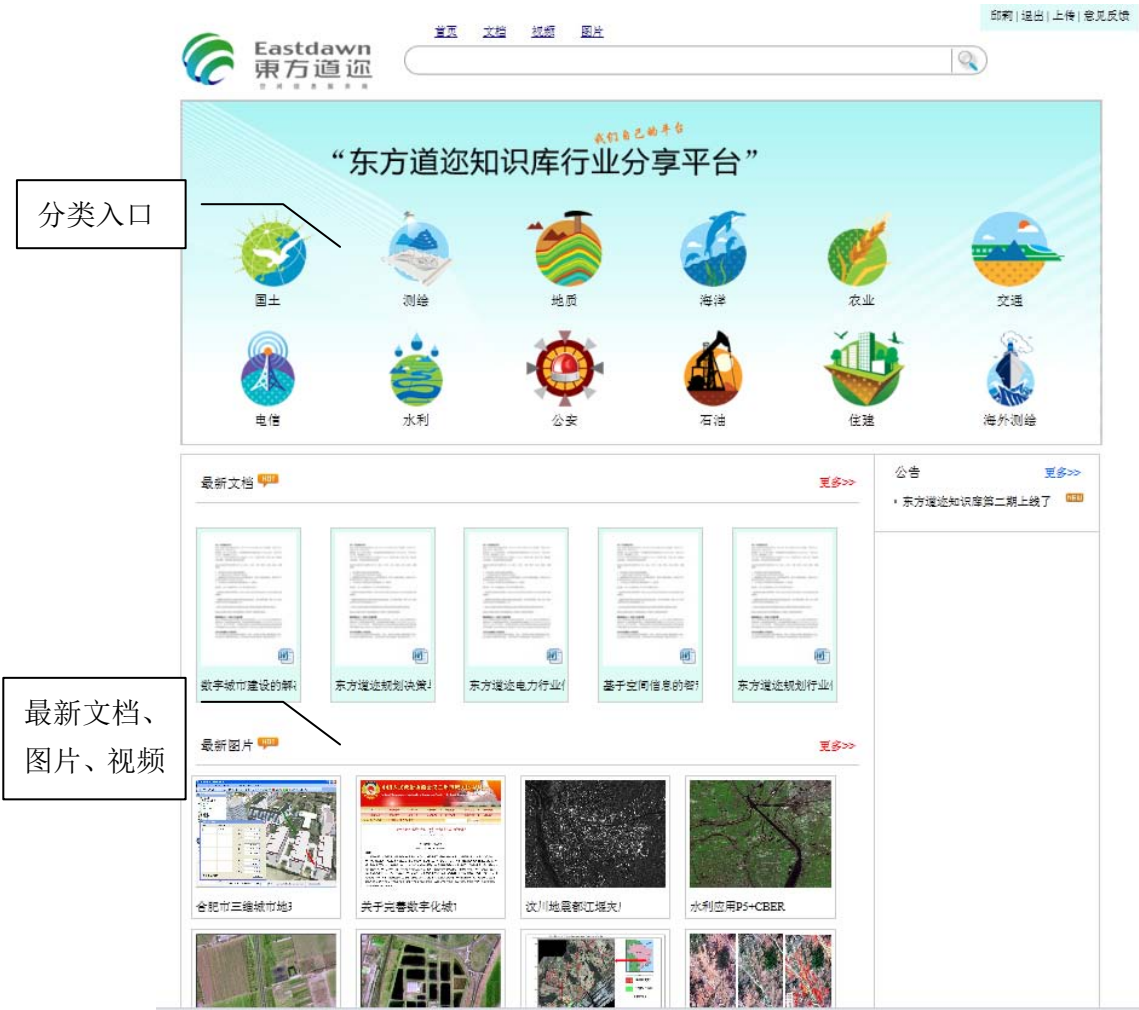 邱莉|退出|上传|意见反馈
首页 文档 视频 图片
Eastdawn
東方道迩
我们自己的平台
“东方道迩知识库行业分享平台”
分类入口
国土 测绘 地质 海洋 农业 交通
电信 水利 公安 石油 住建 海外测绘
最新文档 HOT 更多>>
公告 更多>>
东方道迩知识库第二期上线了 NEW
数字城市建设的解 东方道迩规划决策 东方道迩电力行业 基于空间信息的智 东方道迩规划行业
最新文档、
图片、视频
最新图片 HOT 更多>>
合肥市三维城市地 关于完善数字化城 汶川地震都江堰灾 水利应用P5+CBER